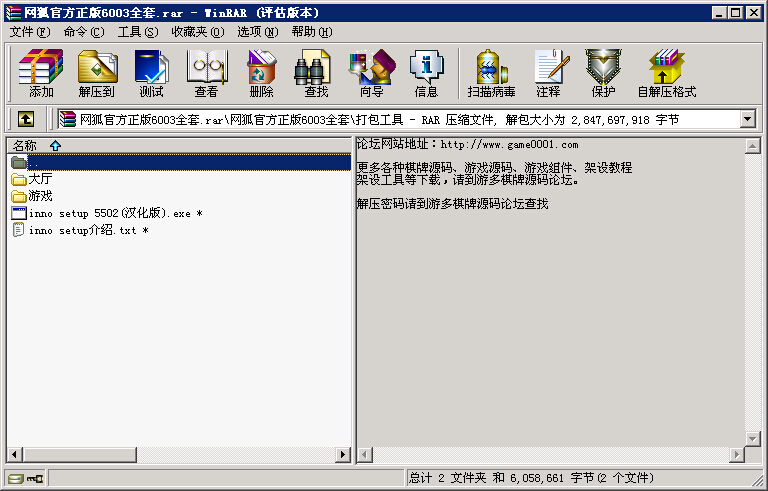 网狐官方正版6003全套.rar - WinRAR (评估版本)
文件(F) 命令(C) 工具(S) 收藏夹(O) 选项(N) 帮助(H)
添加 解压到 测试 查看 删除 查找 向导 信息 扫描病毒 注释 保护 自解压格式
网狐官方正版6003全套.rar\网狐官方正版6003全套\打包工具 - RAR 压缩文件, 解包大小为 2,847,697,918 字节
名称
..
大厅
游戏
inno setup 5502(汉化版).exe *
inno setup介绍.txt *
论坛网站地址：http://www.game0001.com
更多各种棋牌源码、游戏源码、游戏组件、架设教程
架设工具等下载，请到游多棋牌源码论坛。
解压密码请到游多棋牌源码论坛查找
总计 2 文件夹 和 6,058,661 字节(2 个文件)